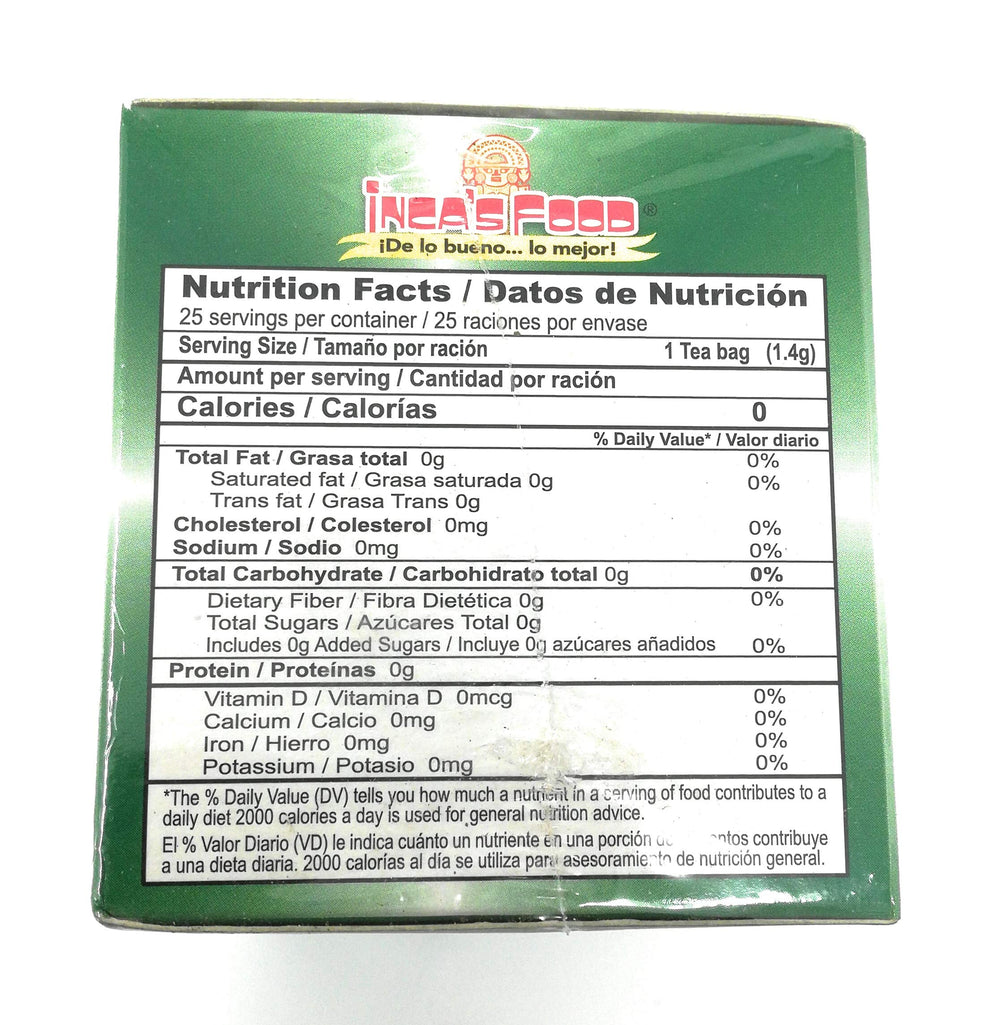 İNCA'S FOOD ®
¡De lo bueno... lo mejor!
Nutrition Facts / Datos de Nutrición
25 servings per container / 25 raciones por envase
Serving Size / Tamaño por ración 1 Tea bag (1.4g)
Amount per serving / Cantidad por ración
Calories / Calorías 0
% Daily Value* / Valor diario
Total Fat / Grasa total 0g 0%
Saturated fat / Grasa saturada 0g 0%
Trans fat / Grasa Trans 0g
Cholesterol / Colesterol 0mg 0%
Sodium / Sodio 0mg 0%
Total Carbohydrate / Carbohidrato total 0g 0%
Dietary Fiber / Fibra Dietética 0g 0%
Total Sugars / Azúcares Total 0g
Includes 0g Added Sugars / Incluye 0g azúcares añadidos 0%
Protein / Proteínas 0g
Vitamin D / Vitamina D 0mcg 0%
Calcium / Calcio 0mg 0%
Iron / Hierro 0mg 0%
Potassium / Potasio 0mg 0%
*The % Daily Value (DV) tells you how much a nutrient in a serving of food contributes to a
daily diet 2000 calories a day is used for general nutrition advice.
El % Valor Diario (VD) le indica cuánto un nutriente en una porción contribuye
a una dieta diaria. 2000 calorías al día se utiliza para asesoramiento de nutrición general.